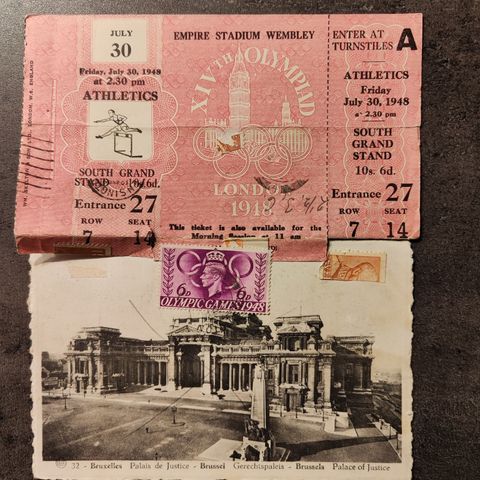 JULY
30
Friday, July 30, 1948
at 2.30 pm
ATHLETICS
SOUTH GRAND
STAND 10s. 6d.
Entrance 27
ROW SEAT
7 14
EMPIRE STADIUM WEMBLEY
XIVTH OLYMPIAD
LONDON
1948
This ticket is also available for the
Morning Session at 11 am
ENTER AT
TURNSTILES A
ATHLETICS
Friday
July 30, 1948
at 2.30 pm
SOUTH
GRAND
STAND
10s. 6d.
Entrance 27
ROW SEAT
7 14
6D 6D
OLYMPIC GAMES 1948
32 - Bruxelles Palais de Justice - Brussel Gerechtspaleis - Brussels Palace of Justice